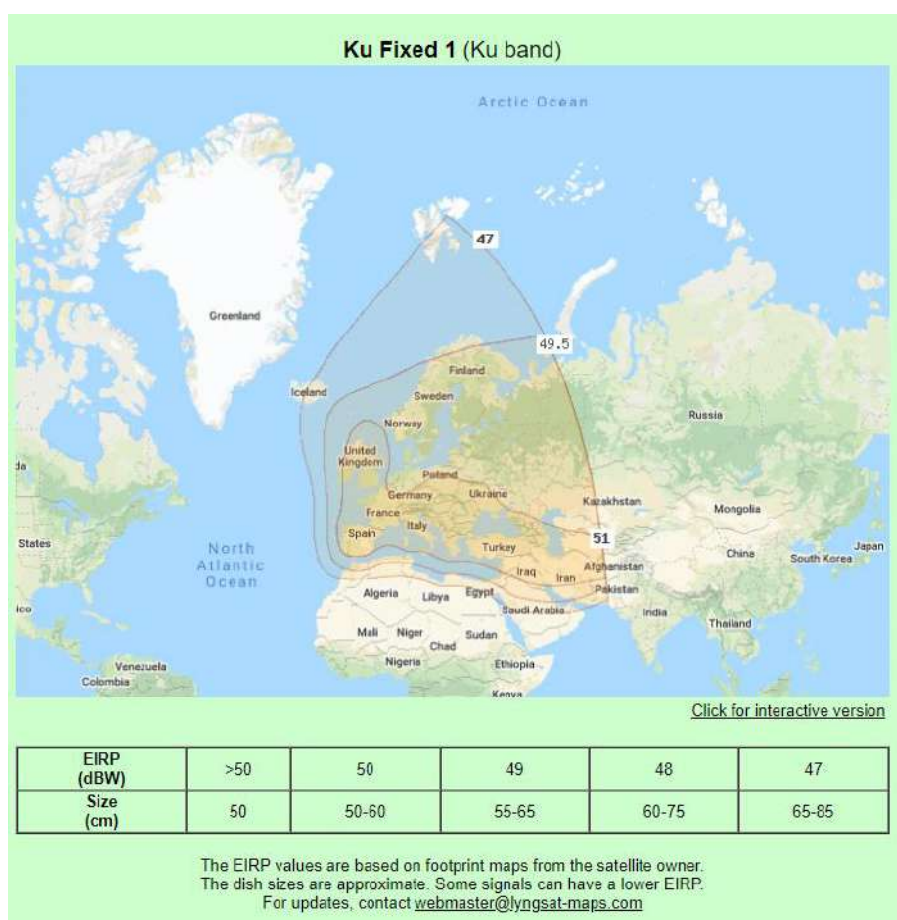 Ku Fixed 1 (Ku band)
Arctic Ocean
47
Greenland
49.5
Finland
Iceland
Sweden
Russia
Norway
United
Kingdom
da
Poland
Germany
Ukraine
Kazakhstan
Mongolia
France
Italy
Spain
51
States
North
Atlantic
Ocean
Turkey
China
South Korea
Japan
Iraq
Iran
Afghanistan
Pakistan
Algeria
Libya
Egypt
Saudi Arabia
India
ico
Mali
Niger
Chad
Sudan
Thailand
Nigeria
Ethiopia
Venezuela
Colombia
Kenya
Click for interactive version
EIRP
(dBW) >50 50 49 48 47
Size
(cm) 50 50-60 55-65 60-75 65-85
The EIRP values are based on footprint maps from the satellite owner.
The dish sizes are approximate. Some signals can have a lower EIRP.
For updates, contact webmaster@lyngsat-maps.com